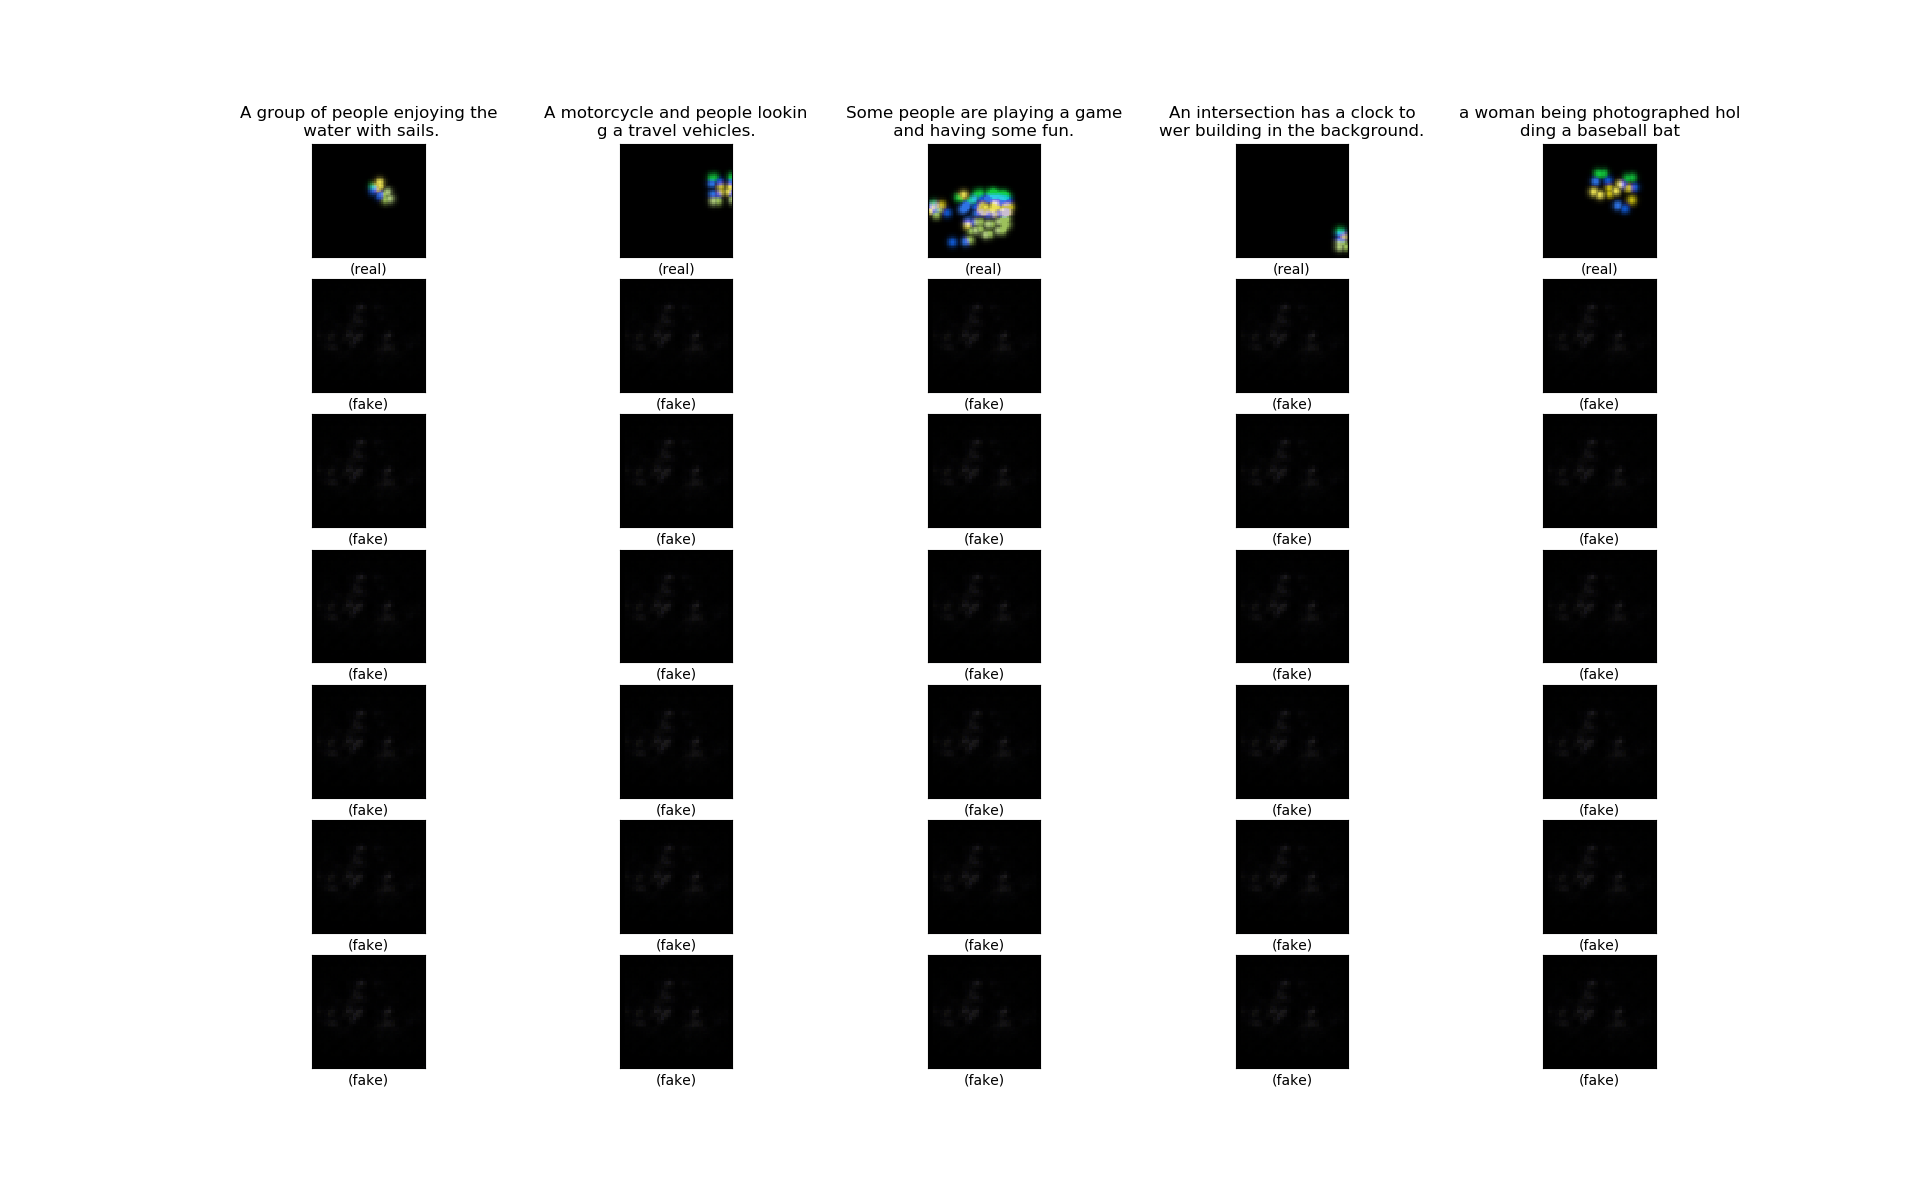 A group of people enjoying the
water with sails.
A motorcycle and people lookin
g a travel vehicles.
Some people are playing a game
and having some fun.
An intersection has a clock to
wer building in the background.
a woman being photographed hol
ding a baseball bat
(real) (real) (real) (real) (real)
(fake) (fake) (fake) (fake) (fake)
(fake) (fake) (fake) (fake) (fake)
(fake) (fake) (fake) (fake) (fake)
(fake) (fake) (fake) (fake) (fake)
(fake) (fake) (fake) (fake) (fake)
(fake) (fake) (fake) (fake) (fake)